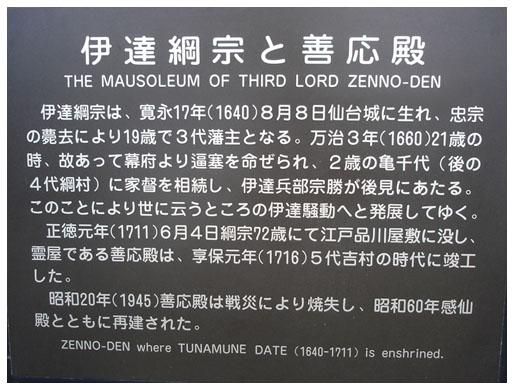 伊達綱宗と善応殿
THE MAUSOLEUM OF THIRD LORD ZENNO-DEN
伊達綱宗は、寛永17年(1640)8月8日仙台城に生れ、忠宗
の薨去により19歳で3代藩主となる。万治3年(1660)21歳の
時、故あって幕府より逼塞を命ぜられ、2歳の亀千代(後の
4代綱村)に家督を相続し、伊達兵部宗勝が後見にあたる。
このことにより世に云うところの伊達騒動へと発展してゆく。
正徳元年(1711)6月4日綱宗72歳にて江戸品川屋敷に没し、
霊屋である善応殿は、享保元年(1716)5代吉村の時代に竣工
した。
昭和20年(1945)善応殿は戦災により焼失し、昭和60年感仙
殿とともに再建された。
ZENNO-DEN where TUNAMUNE DATE (1640-1711) is enshrined.